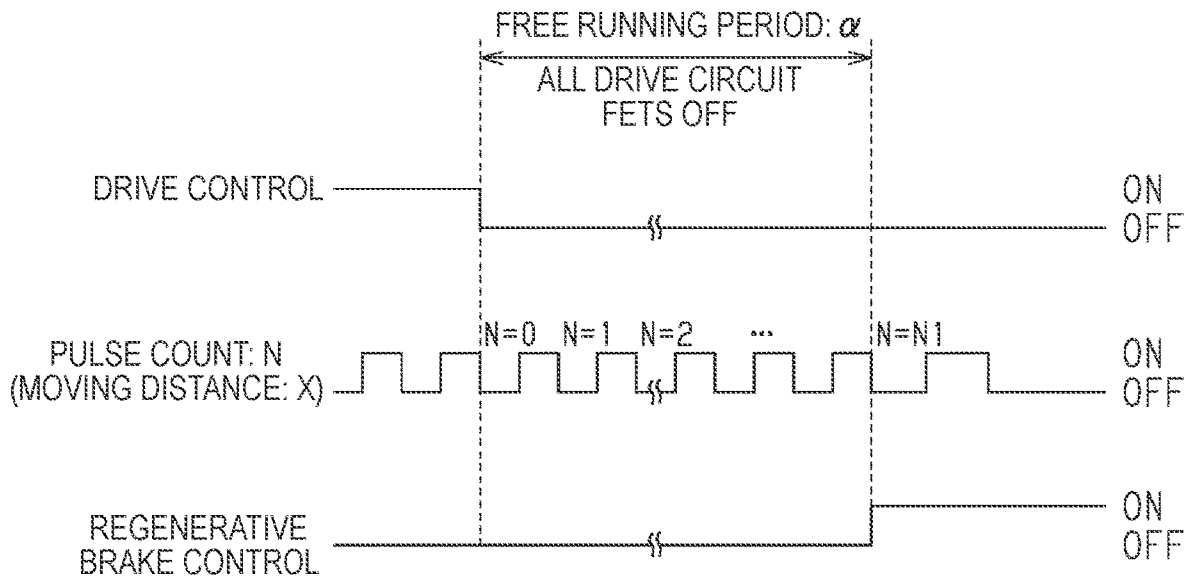 FREE RUNNING PERIOD: α
ALL DRIVE CIRCUIT
FETS OFF
DRIVE CONTROL
ON
OFF
N=0 N=1 N=2 ... N=N1
PULSE COUNT: N
(MOVING DISTANCE: X)
ON
OFF
REGENERATIVE
BRAKE CONTROL
ON
OFF